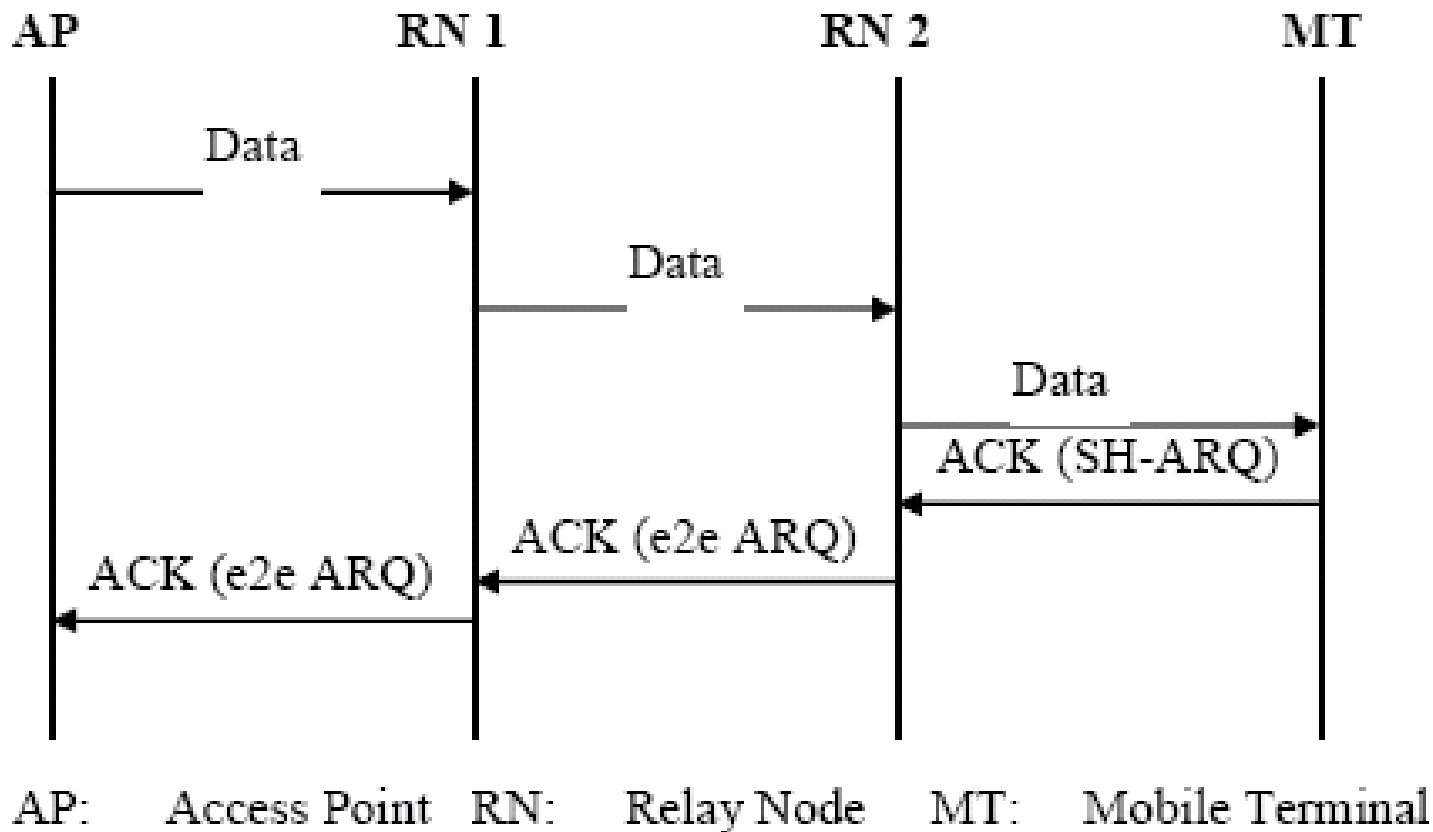 AP RN 1 RN 2 MT
Data
Data
Data
ACK (SH-ARQ)
ACK (e2e ARQ)
ACK (e2e ARQ)
AP: Access Point RN: Relay Node MT: Mobile Terminal